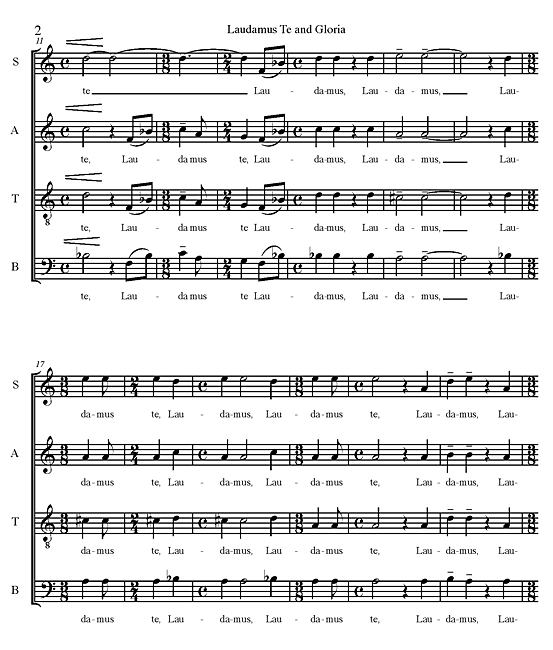 2
Laudamus Te and Gloria
11
S
te Lau - da-mus, Lau- da- mus, Lau-
A
te, Lau- da mus te, Lau - da-mus, Lau- da- mus, Lau-
T
8
te, Lau- da mus te, Lau - da-mus, Lau- da- mus, Lau-
B
te, Lau- da mus te, Lau - da-mus, Lau- da- mus, Lau-
17
S
da-mus te, Lau - da-mus, Lau - da-mus te, Lau - da-mus, Lau-
A
da-mus te, Lau - da-mus, Lau - da-mus te, Lau - da-mus, Lau-
T
8
da-mus te, Lau - da-mus, Lau - da-mus te, Lau - da-mus, Lau-
B
da-mus te, Lau - da-mus, Lau - da-mus te, Lau - da-mus, Lau-